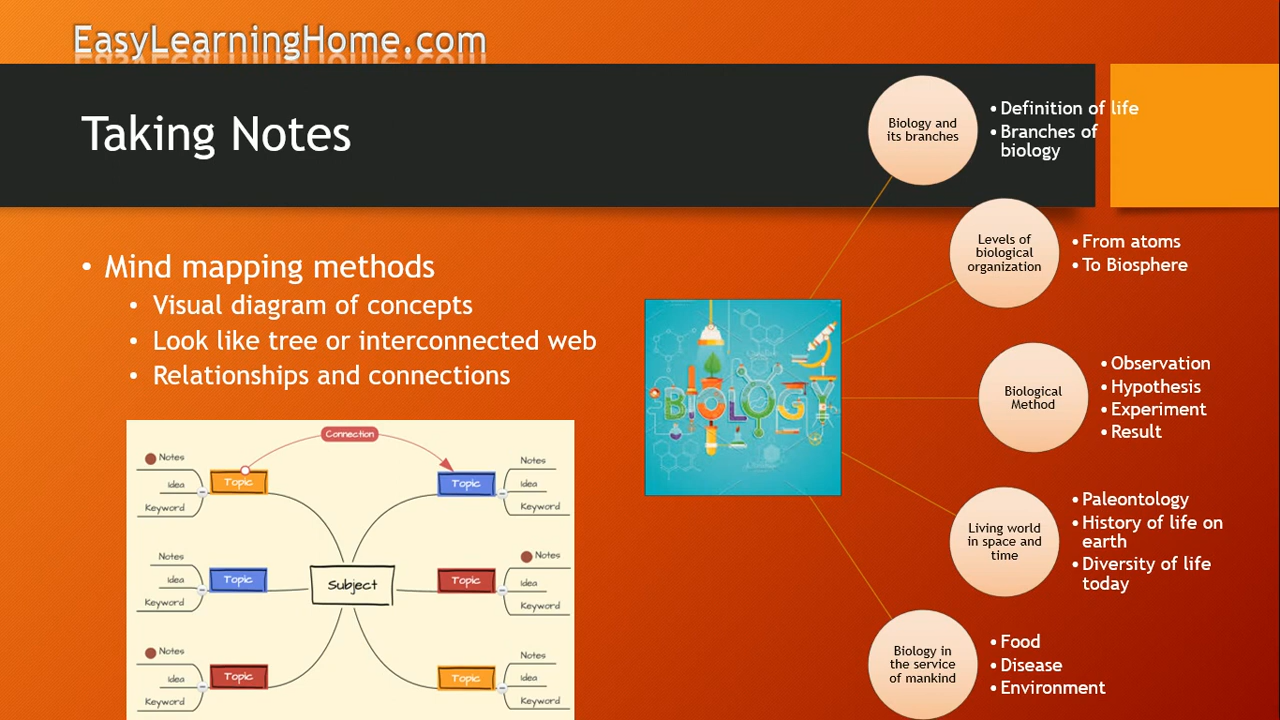 EasyLearningHome.com
Taking Notes
• Mind mapping methods
• Visual diagram of concepts
• Look like tree or interconnected web
• Relationships and connections
Connection
Notes
Idea
Keyword
Topic
Topic
Notes
Idea
Keyword
Notes
Idea
Keyword
Topic
Subject
Topic
Notes
Idea
Keyword
Notes
Idea
Keyword
Topic
Topic
Notes
Idea
Keyword
BIOLOGY
Biology and
its branches
• Definition of life
• Branches of
biology
Levels of
biological
organization
• From atoms
• To Biosphere
Biological
Method
• Observation
• Hypothesis
• Experiment
• Result
Living world
in space and
time
• Paleontology
• History of life on
earth
• Diversity of life
today
Biology in
the service
of mankind
• Food
• Disease
• Environment